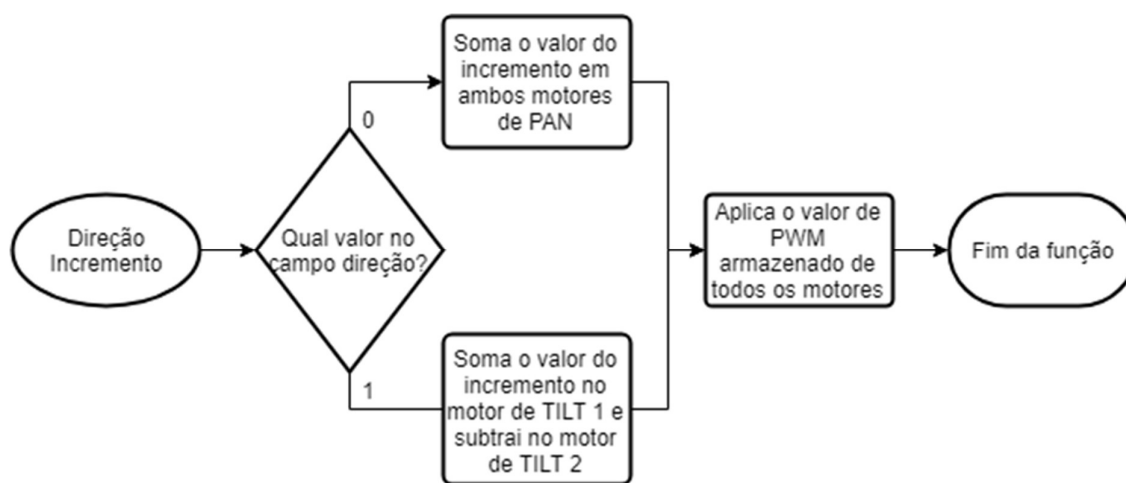 Direção
Incremento
Qual valor no
campo direção?
0
Soma o valor do
incremento em
ambos motores
de PAN
1
Soma o valor do
incremento no
motor de TILT 1 e
subtrai no motor
de TILT 2
Aplica o valor de
PWM
armazenado de
todos os motores
Fim da função